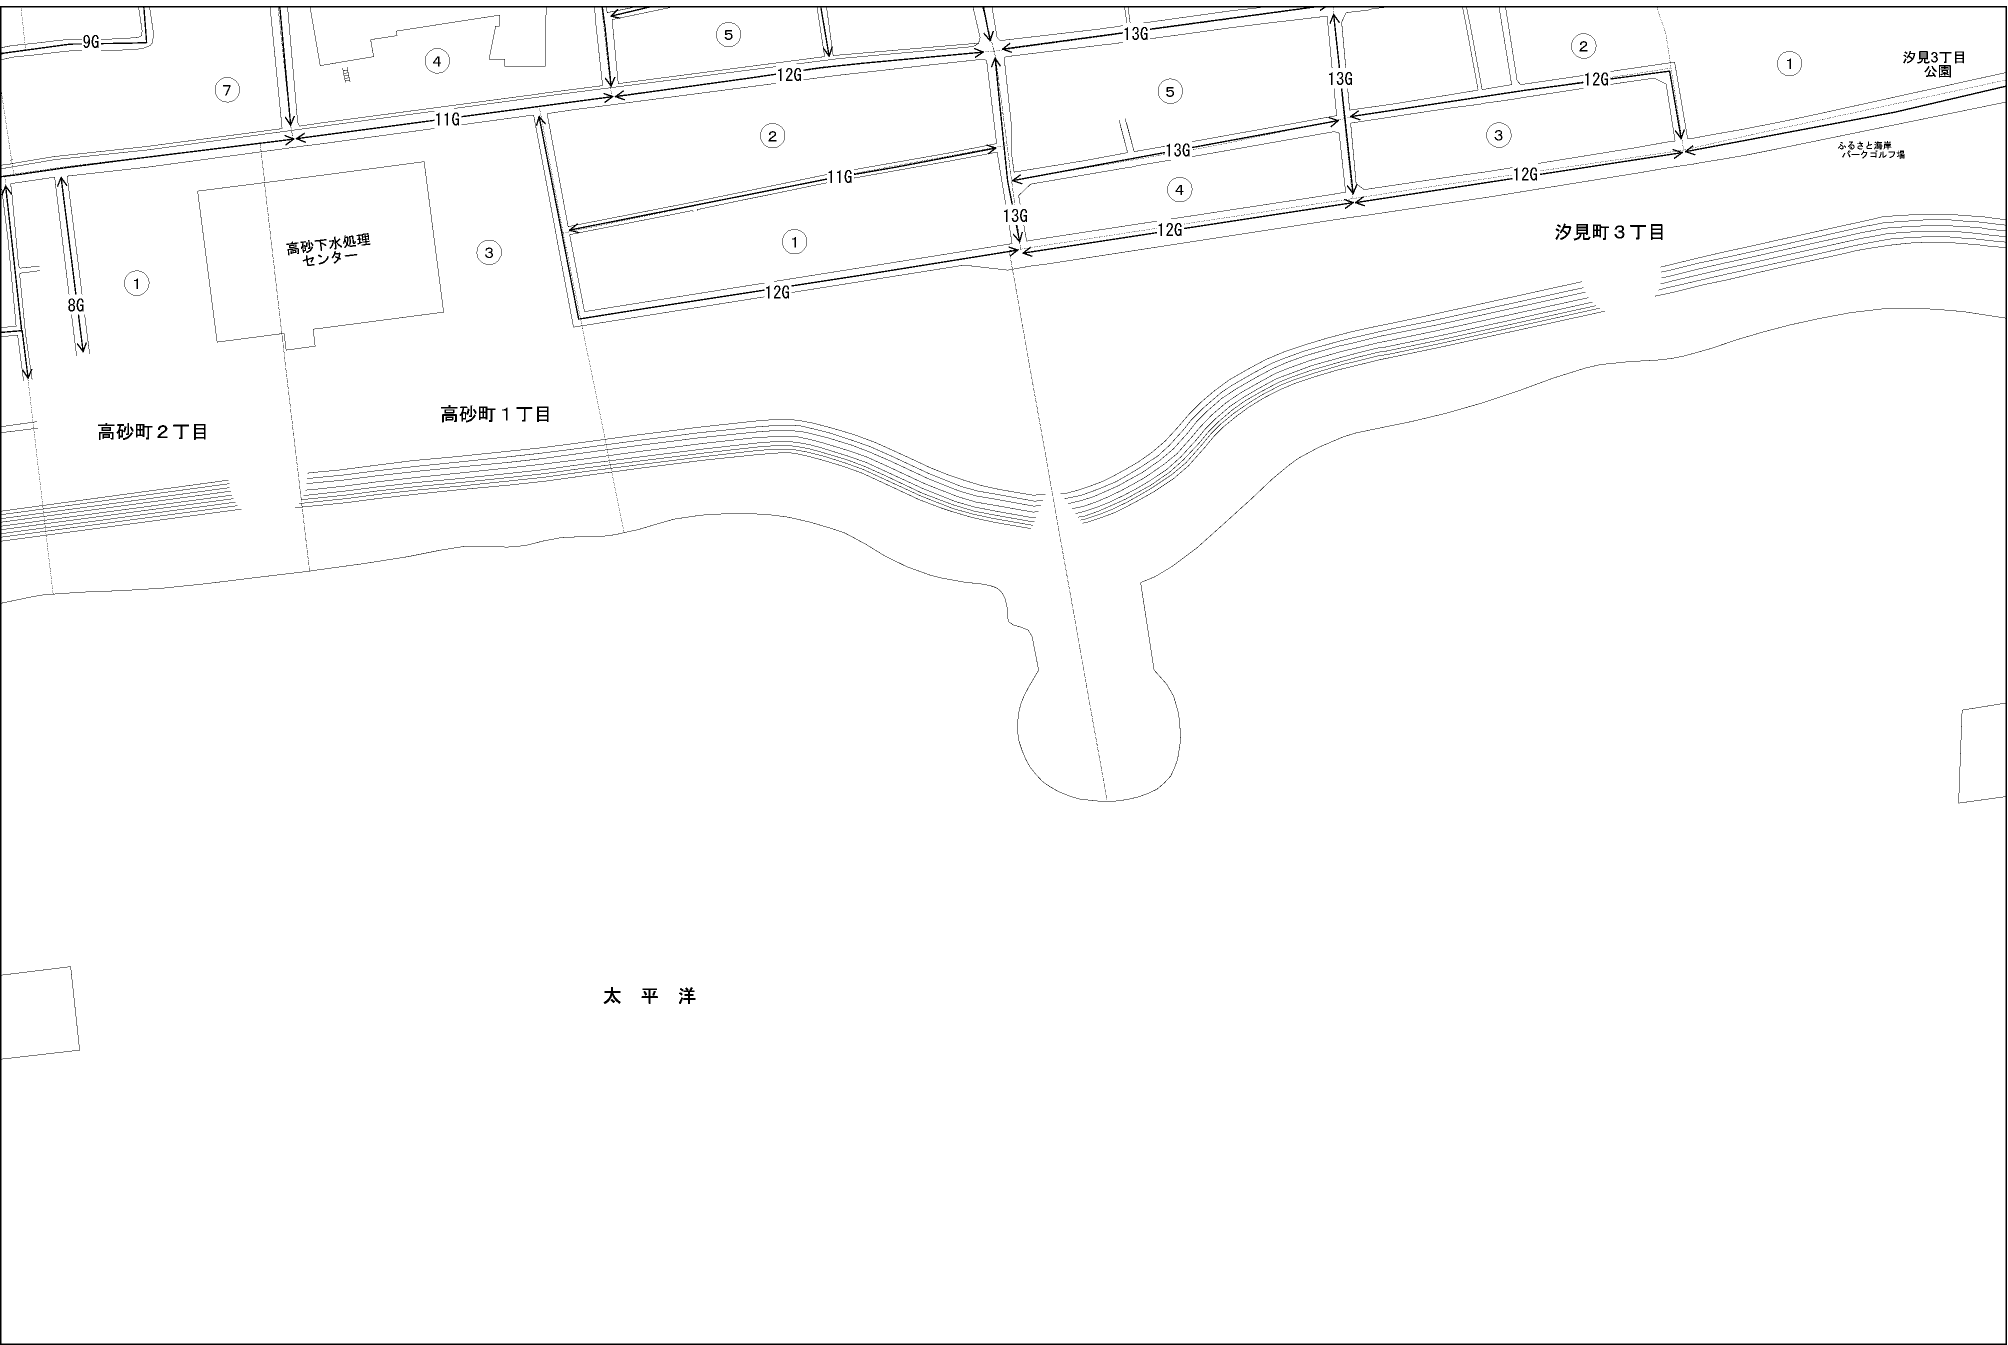 9G
⑤
13G
②
①
汐見3丁目
公園
④
12G
13G
12G
⑦
⑤
11G
②
③
ふるさと海岸
パークゴルフ場
13G
11G
12G
④
13G
12G
汐見町３丁目
高砂下水処理
センター
③
①
①
12G
8G
高砂町１丁目
高砂町２丁目
太 平 洋